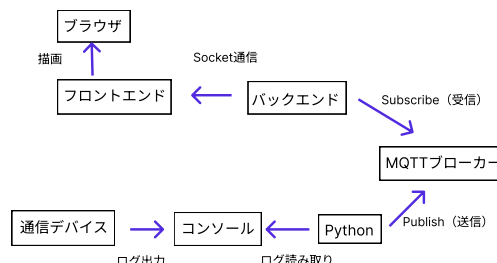 ブラウザ
描画
Socket通信
フロントエンド
バックエンド
Subscribe（受信）
MQTTブローカー
通信デバイス
コンソール
Python
Publish（送信）
ログ出力
ログ読み取り